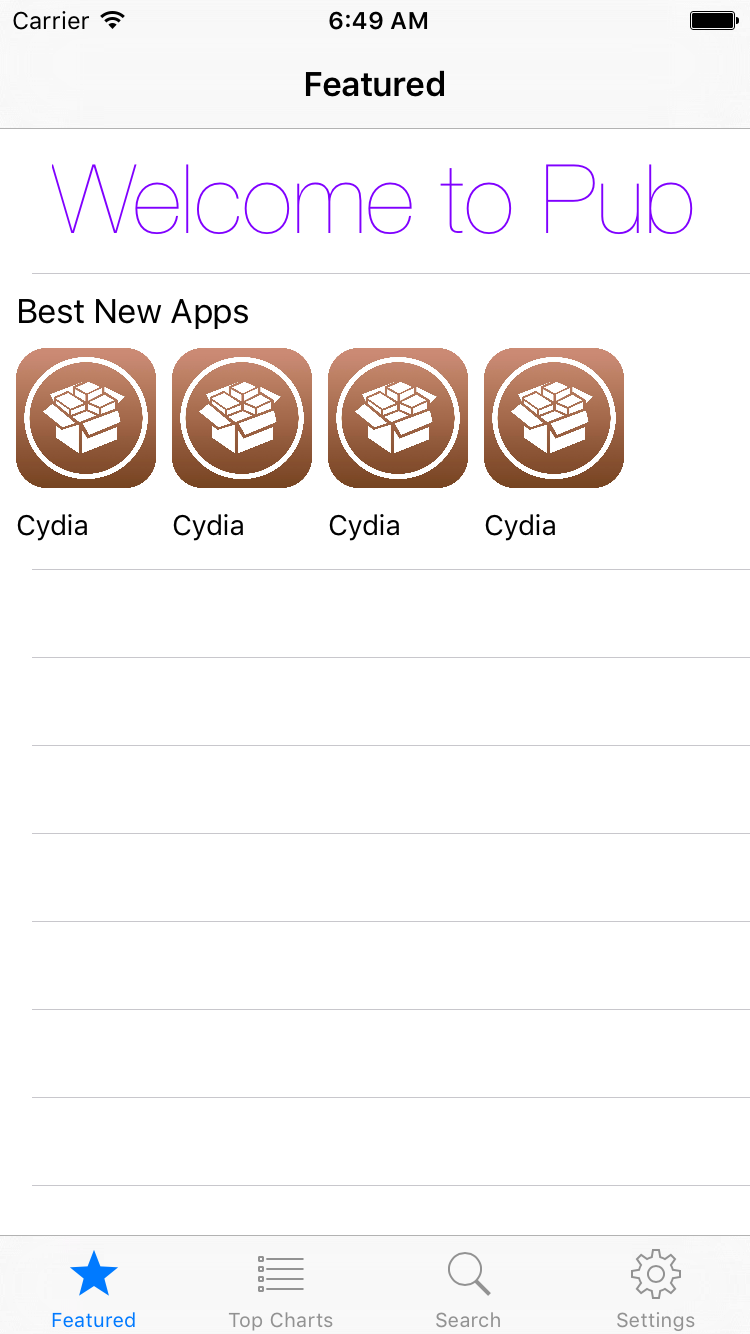 Carrier 6:49 AM
Featured
Welcome to Pub
Best New Apps
Cydia Cydia Cydia Cydia
Featured Top Charts Search Settings